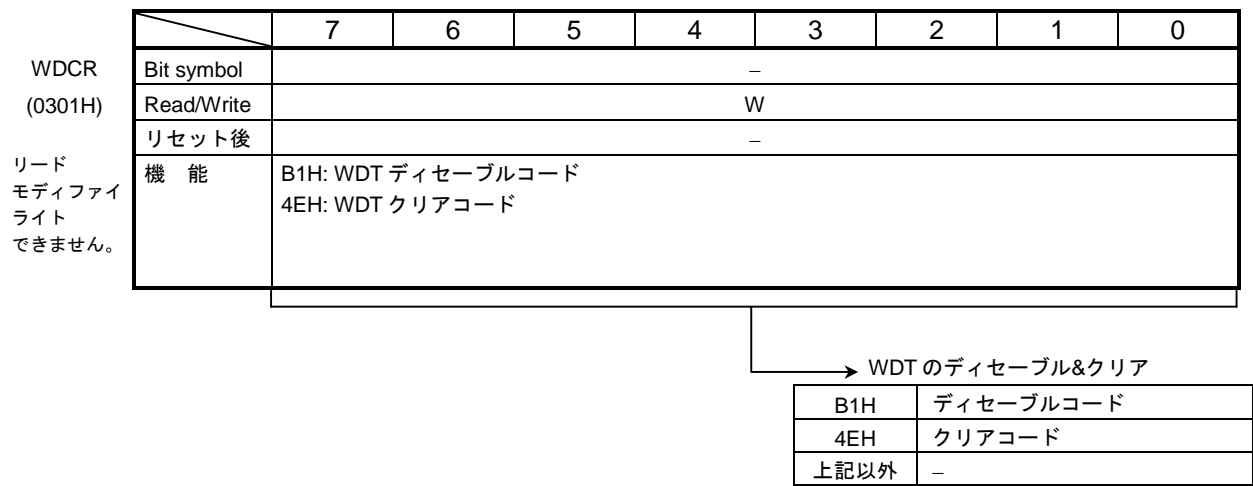 7 6 5 4 3 2 1 0
WDCR
(0301H)
Bit symbol –
Read/Write W
リセット後 –
リード
モディファイ
ライト
できません。
機 能
B1H: WDT ディセーブルコード
4EH: WDT クリアコード
WDT のディセーブル&クリア
B1H ディセーブルコード
4EH クリアコード
上記以外 –